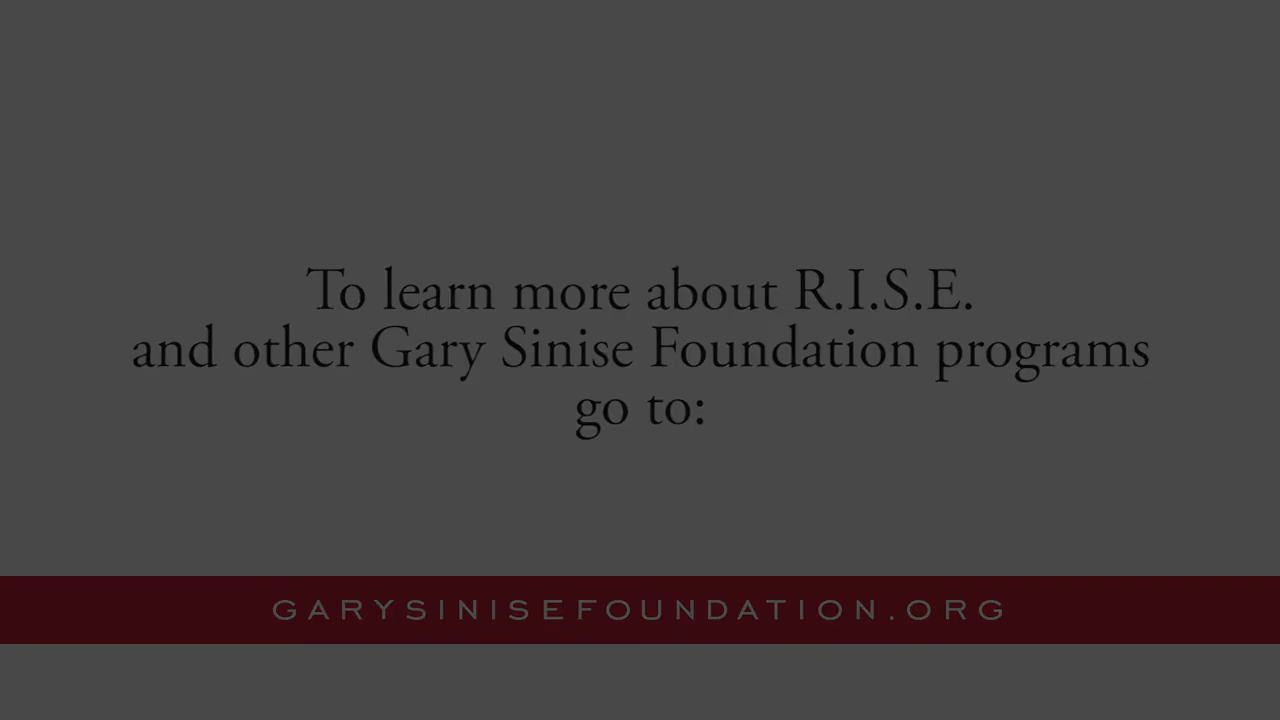 To learn more about R.I.S.E.
and other Gary Sinise Foundation programs
go to:
GARYSINISEFOUNDATION.ORG